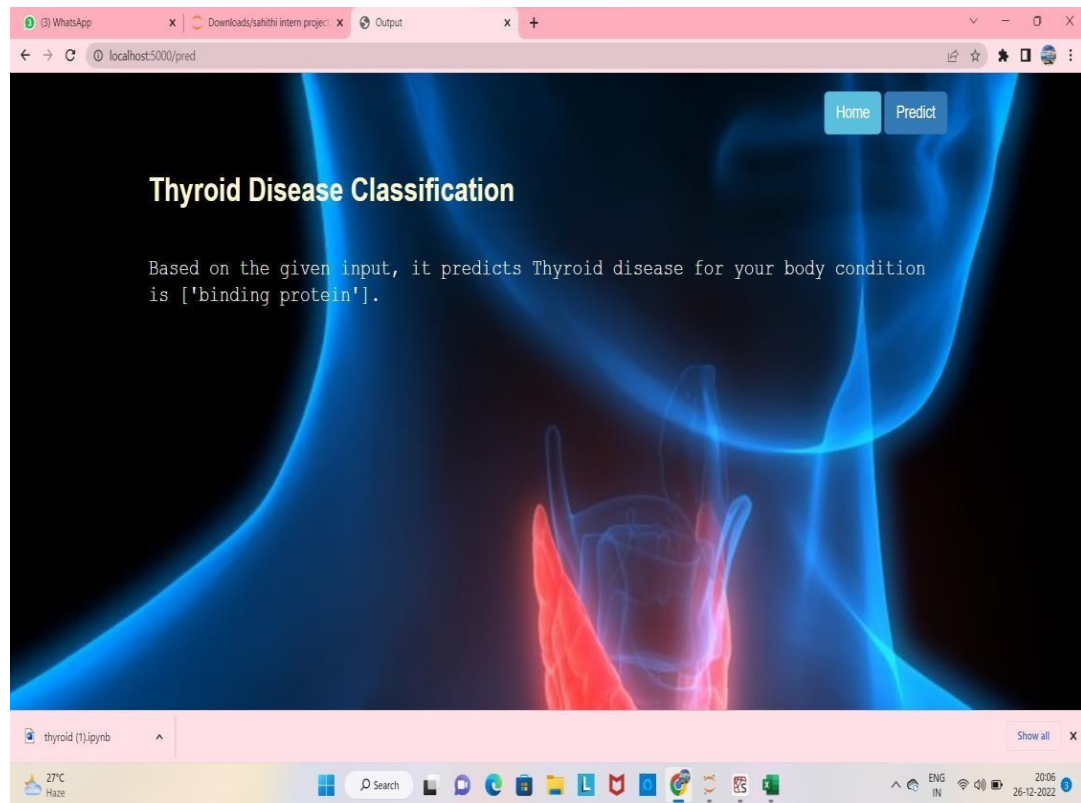 (3) WhatsApp
Downloads/sahithi intern project
Output
localhost:5000/pred
Home
Predict
Thyroid Disease Classification
Based on the given input, it predicts Thyroid disease for your body condition
is ['binding protein'].
thyroid (1).ipynb
Show all
27°C
Haze
Search
ENG
IN
20:06
26-12-2022
3